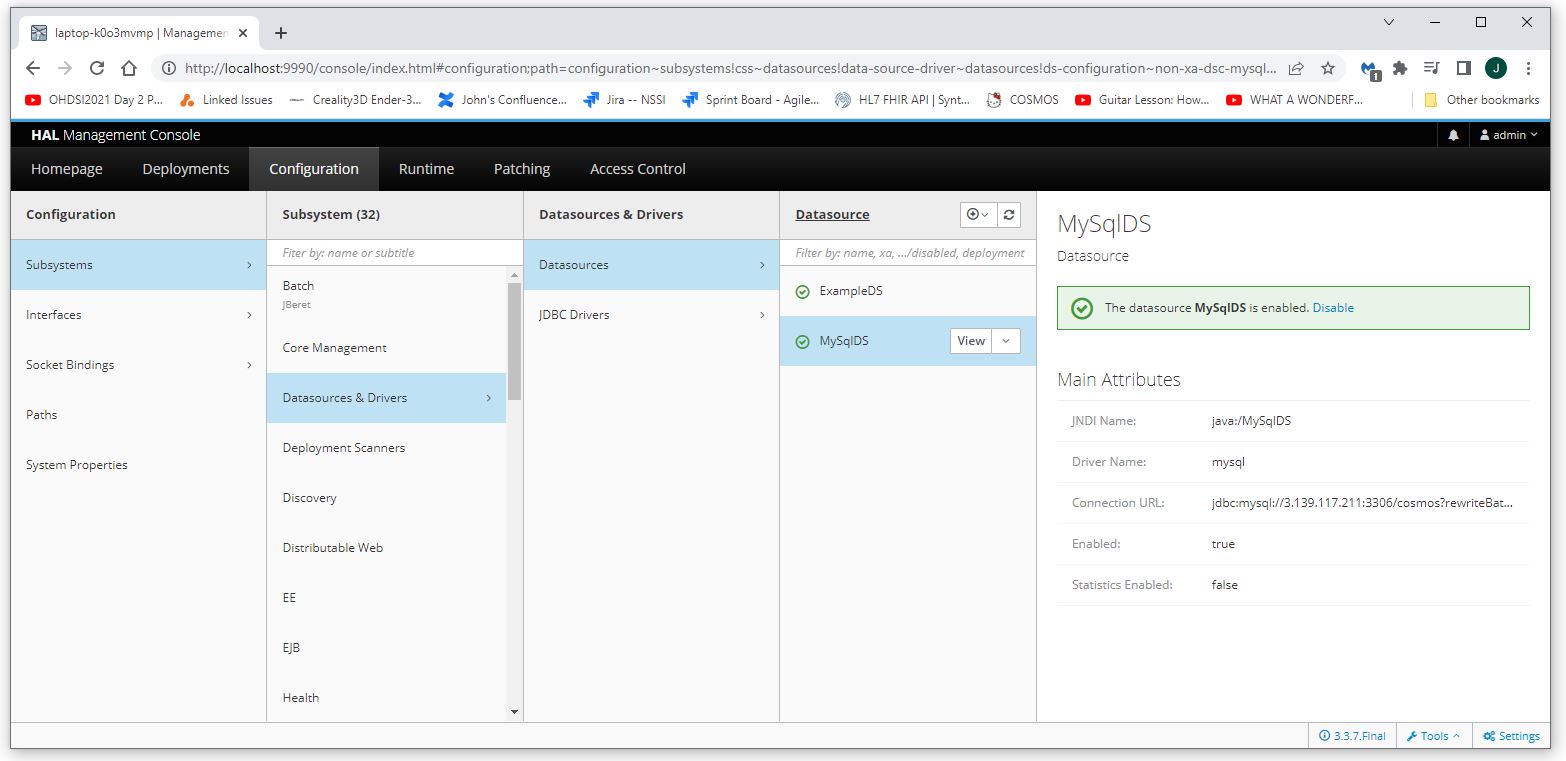 laptop-k0o3mvmp | Managemen
http://localhost:9990/console/index.html#configuration;path=configuration~subsystems!css~datasources!data-source-driver~datasources!ds-configuration~non-xa-dsc-mysql...
1
J
OHDSI2021 Day 2 P... Linked Issues Creality3D Ender-3... John's Confluence... Jira -- NSSI Sprint Board - Agile... HL7 FHIR API | Synt... COSMOS Guitar Lesson: How... WHAT A WONDERF... Other bookmarks
HAL Management Console admin
Homepage Deployments Configuration Runtime Patching Access Control
Configuration
Subsystems
Interfaces
Socket Bindings
Paths
System Properties
Subsystem (32)
Fiter by: name or subtitle
Batch
JBeret
Core Management
Datasources & Drivers
Deployment Scanners
Discovery
Distributable Web
EE
EJB
Health
Datasources & Drivers
Datasources
JDBC Drivers
Datasource
Filter by: name, xa, .../disabled, deployment
ExampleDS
MySqlDS View
MySqlDS
Datasource
The datasource MySqlDS is enabled. Disable
Main Attributes
JNDI Name: java:/MySqlDS
Driver Name: mysql
Connection URL: jdbc:mysql://3.139.117.211:3306/cosmos?rewriteBat...
Enabled: true
Statistics Enabled: false
3.3.7.Final Tools Settings